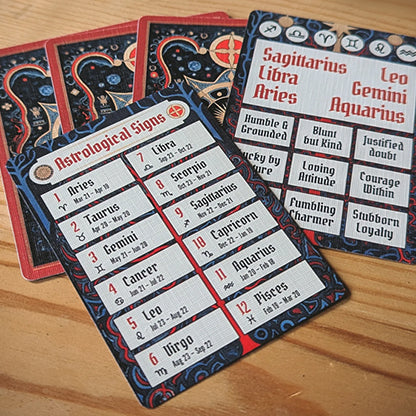 Astrological Signs
1 Aries
Mar 21 - Apr 19
2 Taurus
Apr 20 - May 20
3 Gemini
May 21 - Jun 20
4 Cancer
Jun 21 - Jul 22
5 Leo
Jul 23 - Aug 22
6 Virgo
Aug 23 - Sep 22
7 Libra
Sep 23 - Oct 22
8 Scorpio
Oct 23 - Nov 21
9 Sagittarius
Nov 22 - Dec 21
10 Capricorn
Dec 22 - Jan 19
11 Aquarius
Jan 20 - Feb 18
12 Pisces
Feb 19 - Mar 20
Sagittarius
Libra
Aries
Leo
Gemini
Aquarius
Humble &
Grounded
Blunt
but Kind
Justified
doubt
Lucky by
Nature
Loving
Attitude
Courage
Within
Fumbling
Charmer
Stubborn
Loyalty